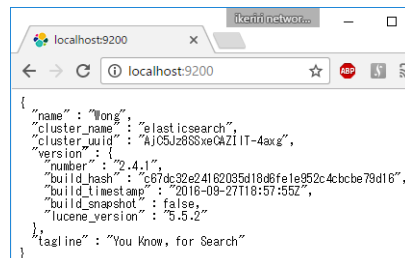 ikeriri networ...
localhost:9200
localhost:9200
ABP
S
{
"name" : "Wong",
"cluster_name" : "elasticsearch",
"cluster_uuid" : "AjC5Jz8SSxeCAZIIT-4axg",
"version" : {
"number" : "2.4.1",
"build_hash" : "c67dc32e24162035d18d6fe1e952c4cbcbe79d16",
"build_timestamp" : "2016-09-27T18:57:55Z",
"build_snapshot" : false,
"lucene_version" : "5.5.2"
},
"tagline" : "You Know, for Search"
}